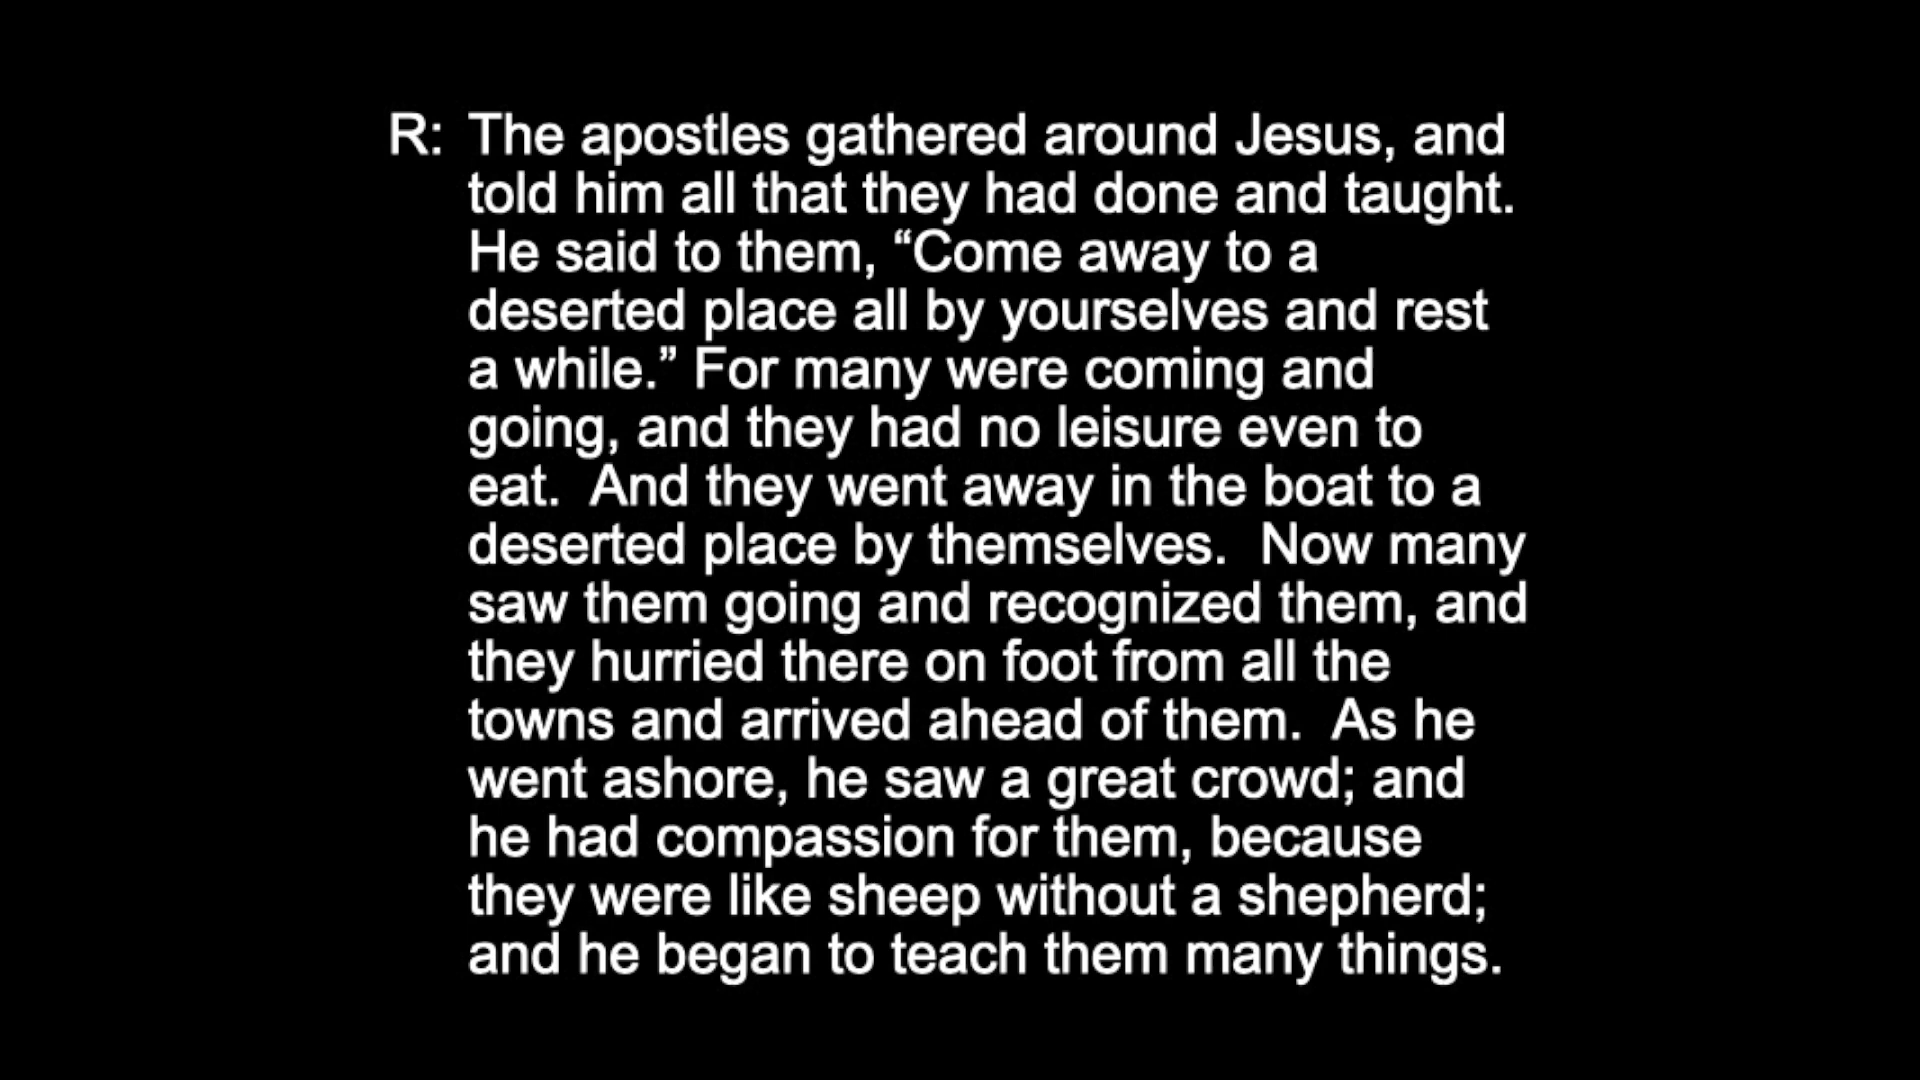 R: The apostles gathered around Jesus, and
told him all that they had done and taught.
He said to them, “Come away to a
deserted place all by yourselves and rest
a while.” For many were coming and
going, and they had no leisure even to
eat.  And they went away in the boat to a
deserted place by themselves.  Now many
saw them going and recognized them, and
they hurried there on foot from all the
towns and arrived ahead of them.  As he
went ashore, he saw a great crowd; and
he had compassion for them, because
they were like sheep without a shepherd;
and he began to teach them many things.